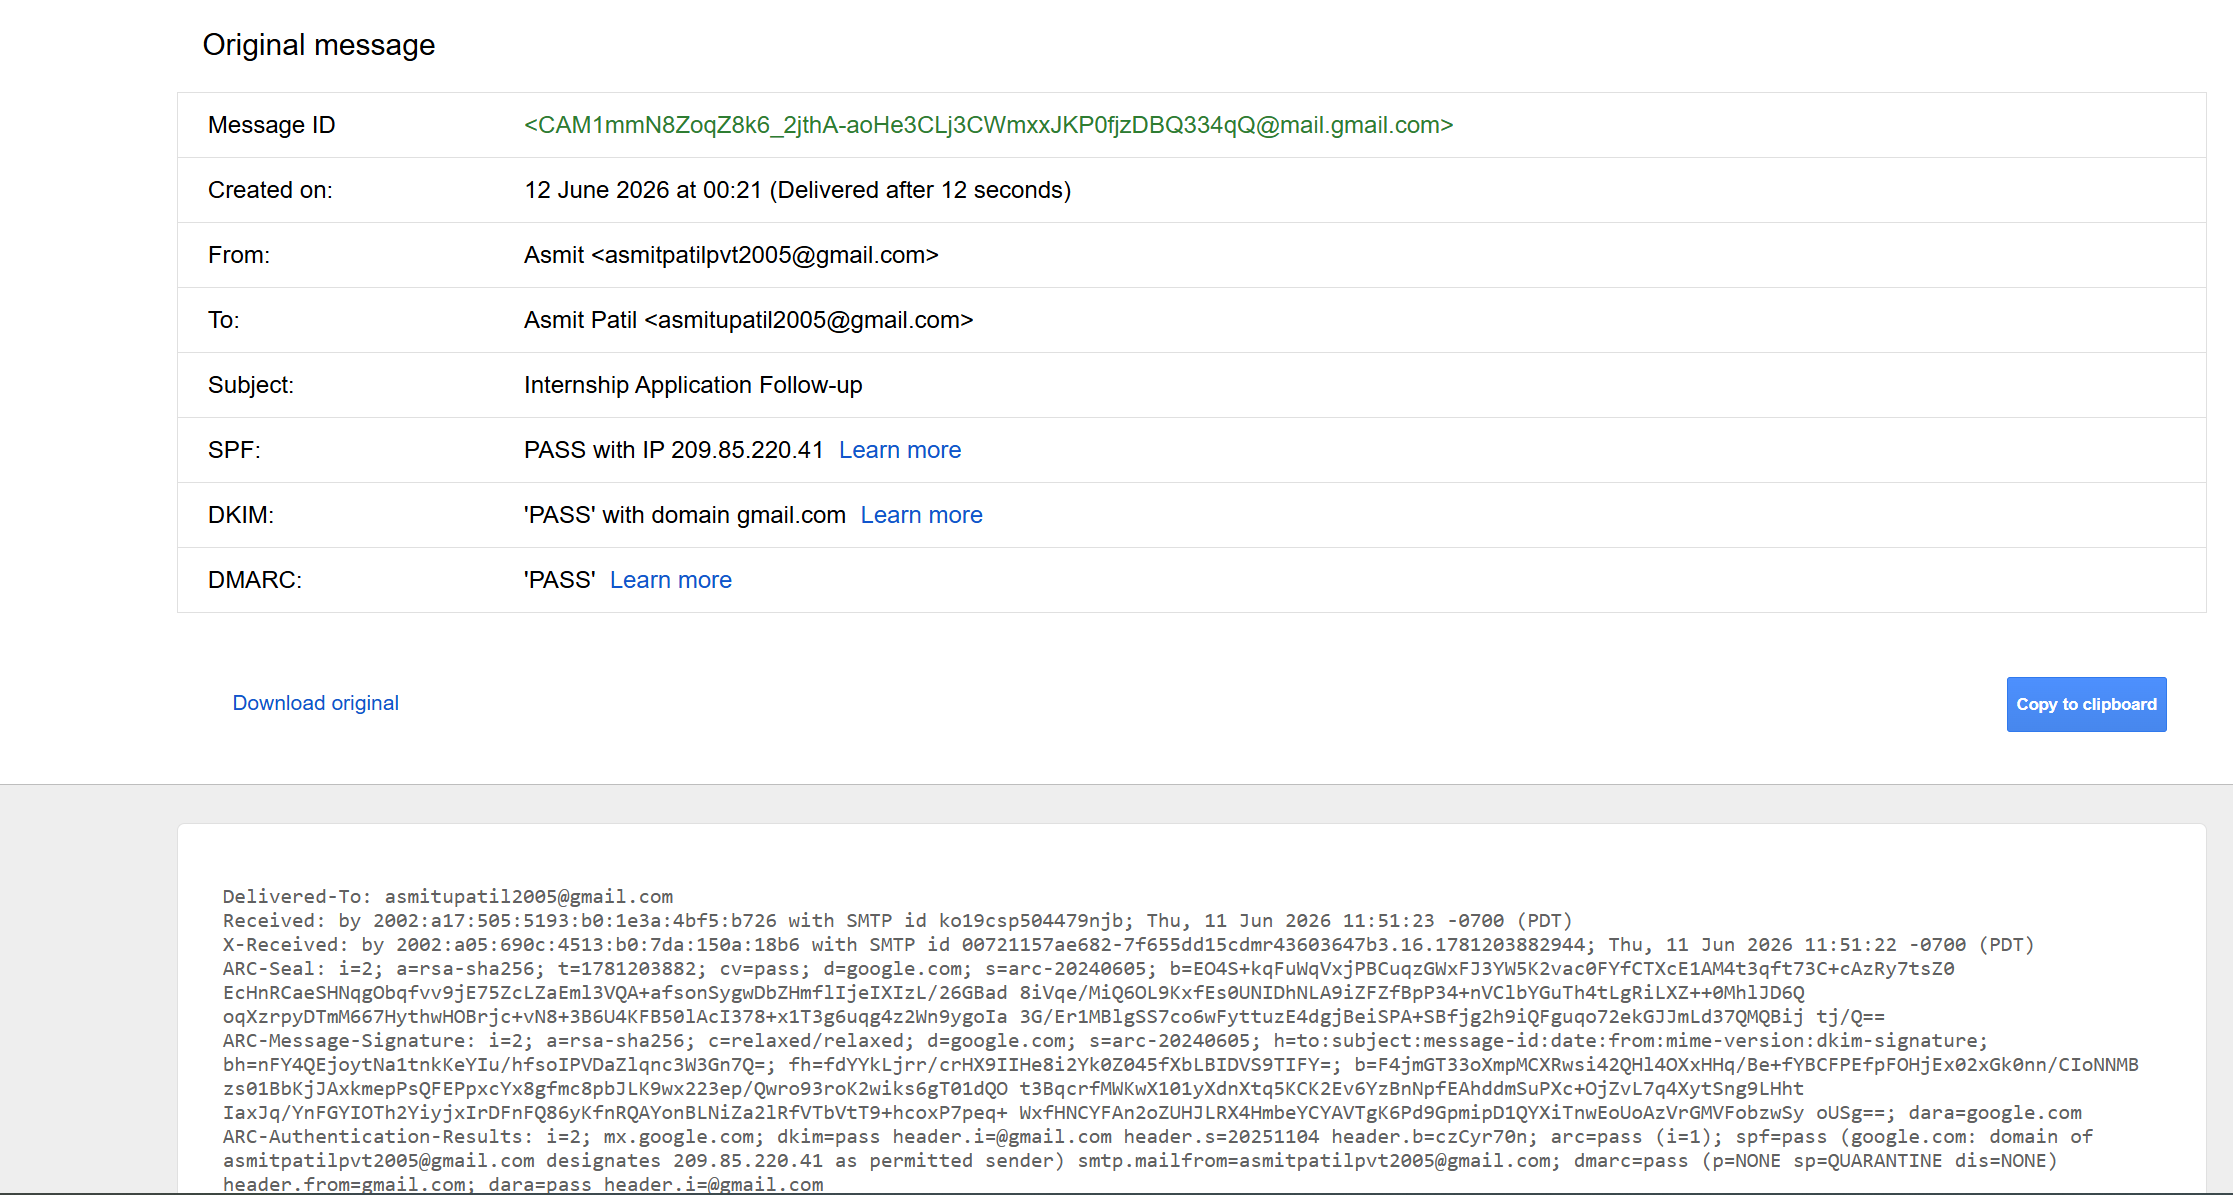 Original message
Message ID <CAM1mmN8ZoqZ8k6_2jthA-aoHe3CLj3CWmxxJKP0fjzDBQ334qQ@mail.gmail.com>
Created on: 12 June 2026 at 00:21 (Delivered after 12 seconds)
From: Asmit <asmitpatilpvt2005@gmail.com>
To: Asmit Patil <asmitupatil2005@gmail.com>
Subject: Internship Application Follow-up
SPF: PASS with IP 209.85.220.41 Learn more
DKIM: 'PASS' with domain gmail.com Learn more
DMARC: 'PASS' Learn more
Download original
Copy to clipboard
Delivered-To: asmitupatil2005@gmail.com
Received: by 2002:a17:505:5193:b0:1e3a:4bf5:b726 with SMTP id ko19csp504479njb; Thu, 11 Jun 2026 11:51:23 -0700 (PDT)
X-Received: by 2002:a05:690c:4513:b0:7da:150a:18b6 with SMTP id 00721157ae682-7f655dd15cdmr43603647b3.16.1781203882944; Thu, 11 Jun 2026 11:51:22 -0700 (PDT)
ARC-Seal: i=2; a=rsa-sha256; t=1781203882; cv=pass; d=google.com; s=arc-20240605; b=EO4S+kqFuWqVxjPBCuqzGWxFJ3YW5K2vac0FYfCTXcE1AM4t3qft73C+cAzRy7tsZ0
EcHnRCaeSHNqgObqfvv9jE75ZcLZaEml3VQA+afsonSygwDbZHmflIjeIXIzL/26GBad 8iVqe/MiQ6OL9KxfEs0UNIDhNLA9iZFZfBpP34+nVClbYGuTh4tLgRiLXZ++0MhlJD6Q
oqXzrpyDTmM667HythwHOBrjc+vN8+3B6U4KFB50lAcI378+x1T3g6uqg4z2Wn9ygoIa 3G/Er1MBlgSS7co6wFyttuzE4dgjBeiSPA+SBfjg2h9iQFguqo72ekGJJmLd37QMQBij tj/Q==
ARC-Message-Signature: i=2; a=rsa-sha256; c=relaxed/relaxed; d=google.com; s=arc-20240605; h=to:subject:message-id:date:from:mime-version:dkim-signature;
bh=nFY4QEjoytNa1tnkKeYIu/hfsoIPVDaZlqnc3W3Gn7Q=; fh=fdYYkLjrr/crHX9IIHe8i2Yk0Z045fXbLBIDVS9TIFY=; b=F4jmGT33oXmpMCXRwsi42QHl4OXxHHq/Be+fYBCFPEfpFOHjEx02xGk0nn/CIoNNMB
zs01BbKjJAxkmepPsQFEPpxcYx8gfmc8pbJLK9wx223ep/Qwro93roK2wiks6gT01dQO t3BqcrfMWKwX101yXdnXtq5KCK2Ev6YzBnNpfEAhddmSuPXc+OjZvL7q4XytSng9LHht
IaxJq/YnFGYIOTh2YiyjxIrDFnFQ86yKfnRQAYonBLNiZa2lRfVTbVtT9+hcoxP7peq+ WxfHNCYFAn2oZUHJLRX4HmbeYCYAVTgK6Pd9GpmipD1QYXiTnwEoUoAzVrGMVFobzwSy oUSg==; dara=google.com
ARC-Authentication-Results: i=2; mx.google.com; dkim=pass header.i=@gmail.com header.s=20251104 header.b=czCyr70n; arc=pass (i=1); spf=pass (google.com: domain of
asmitpatilpvt2005@gmail.com designates 209.85.220.41 as permitted sender) smtp.mailfrom=asmitpatilpvt2005@gmail.com; dmarc=pass (p=NONE sp=QUARANTINE dis=NONE)
header.from=gmail.com; dara=pass header.i=@gmail.com